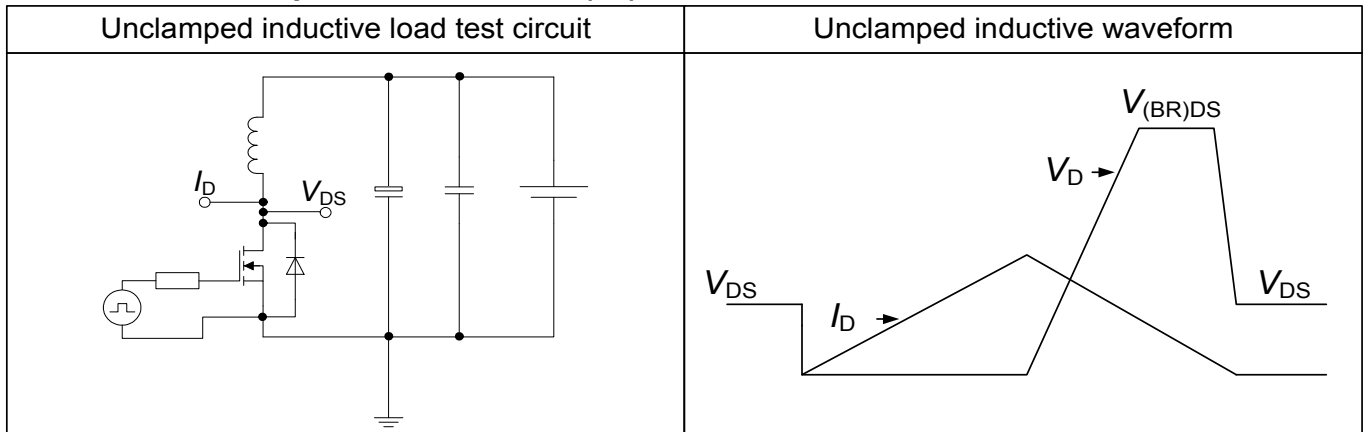 Unclamped inductive load test circuit
Unclamped inductive waveform
I_D
V_DS
V_(BR)DS
V_D
V_DS
I_D
V_DS